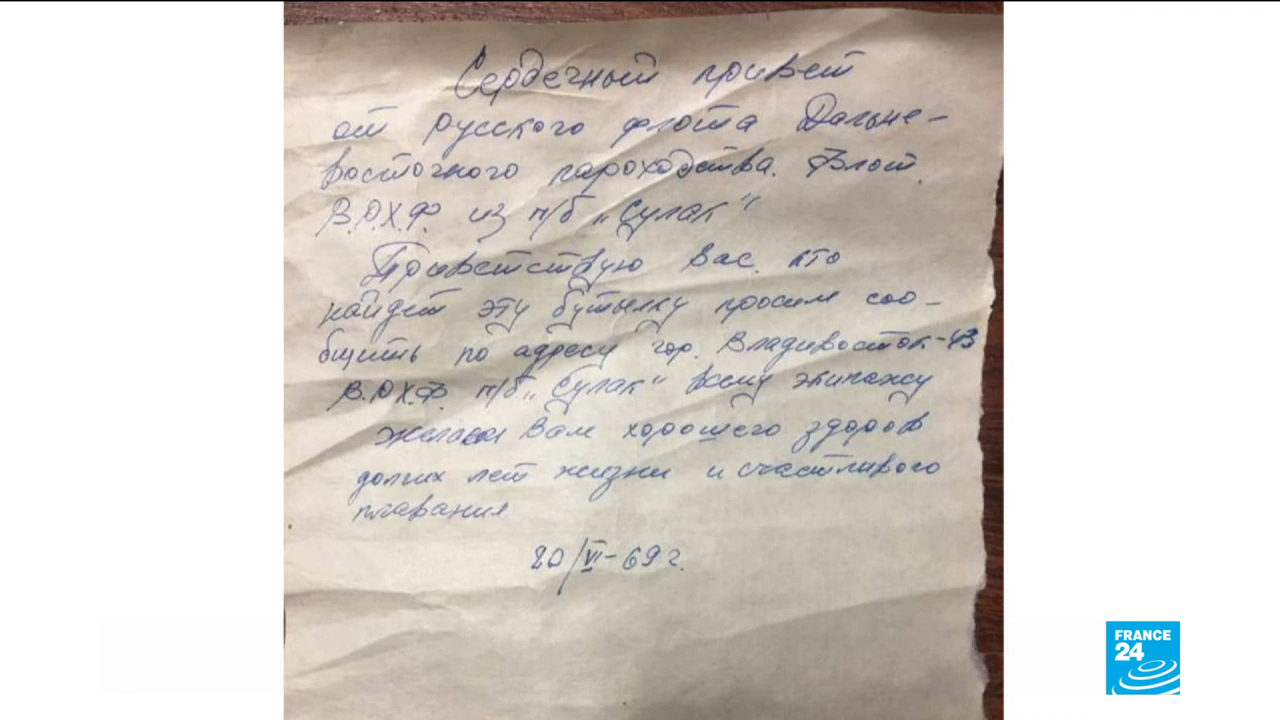 Сердечный привет
от русского флота Дальне-
восточного пароходства. Флот.
В.О.Х.Ф. из п/б „Сулак"
Приветствую Вас. кто
найдет эту бутылку просим соо-
бщить по адресу гор. Владивосток-43
В.О.Х.Ф. п/б „Сулак" всему экипажу
желаем Вам хорошего здоров
долгих лет жизни и счастливого
плавания
20/VI-69 г.
FRANCE
24